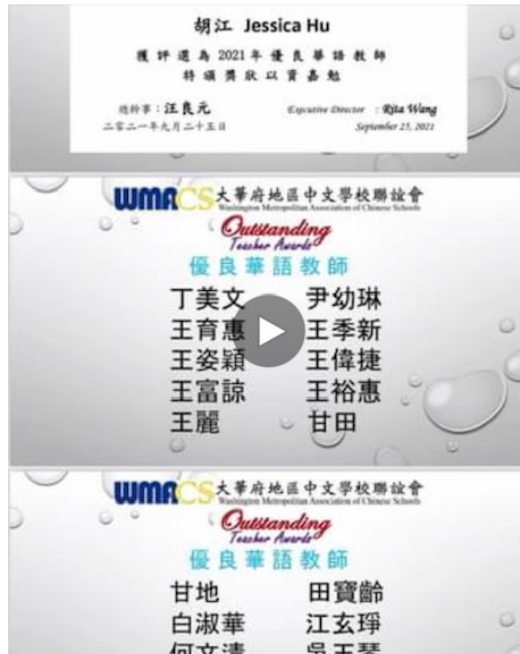 胡江 Jessica Hu
獲評選為 2021 年優良華語教師
特頒獎狀以資嘉勉
總幹事：汪良元 Executive Director : Rita Wang
二零二一年九月二十五日 September 25, 2021
WMACS 大華府地區中文學校聯誼會
Washington Metropolitan Association of Chinese Schools
Outstanding
Teacher Awards
優良華語教師
丁美文 尹幼琳
王育惠 王季新
王姿穎 王偉捷
王富諒 王裕惠
王麗 甘田
WMACS 大華府地區中文學校聯誼會
Washington Metropolitan Association of Chinese Schools
Outstanding
Teacher Awards
優良華語教師
甘地 田寶齡
白淑華 江玄琤